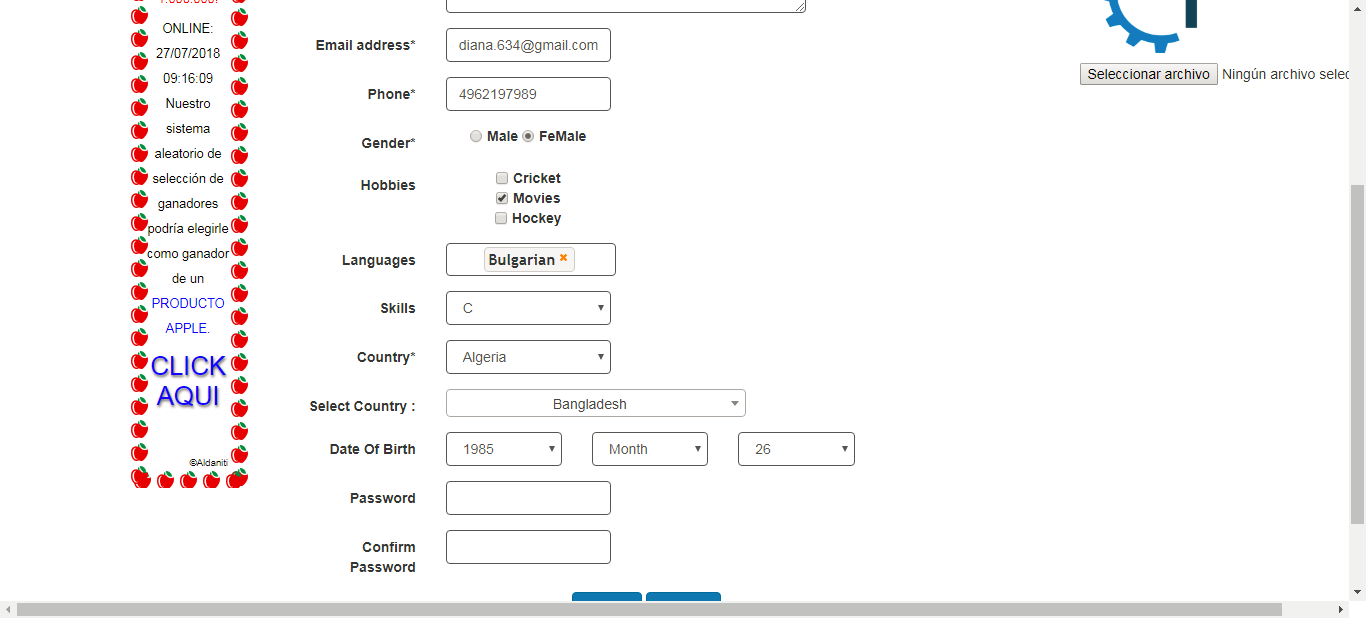 1.000.000!
ONLINE:
27/07/2018
09:16:09
Nuestro
sistema
aleatorio de
selección de
ganadores
podría elegirle
como ganador
de un
PRODUCTO
APPLE.
CLICK
AQUI
©Aldaniti
Email address*
diana.634@gmail.com
Phone*
4962197989
Gender*
Male FeMale
Hobbies
Cricket
Movies
Hockey
Languages
Bulgarian
Skills
C
Country*
Algeria
Select Country :
Bangladesh
Date Of Birth
1985 Month 26
Password
Confirm
Password
Seleccionar archivo Ningún archivo selec